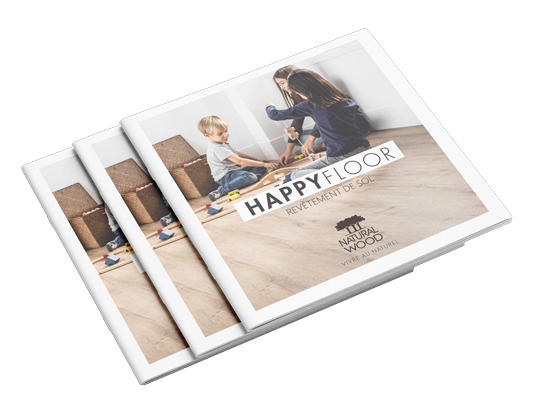 HAPPYFLOOR
REVÊTEMENT DE SOL
NATURAL
WOOD
VIVRE AU NATUREL